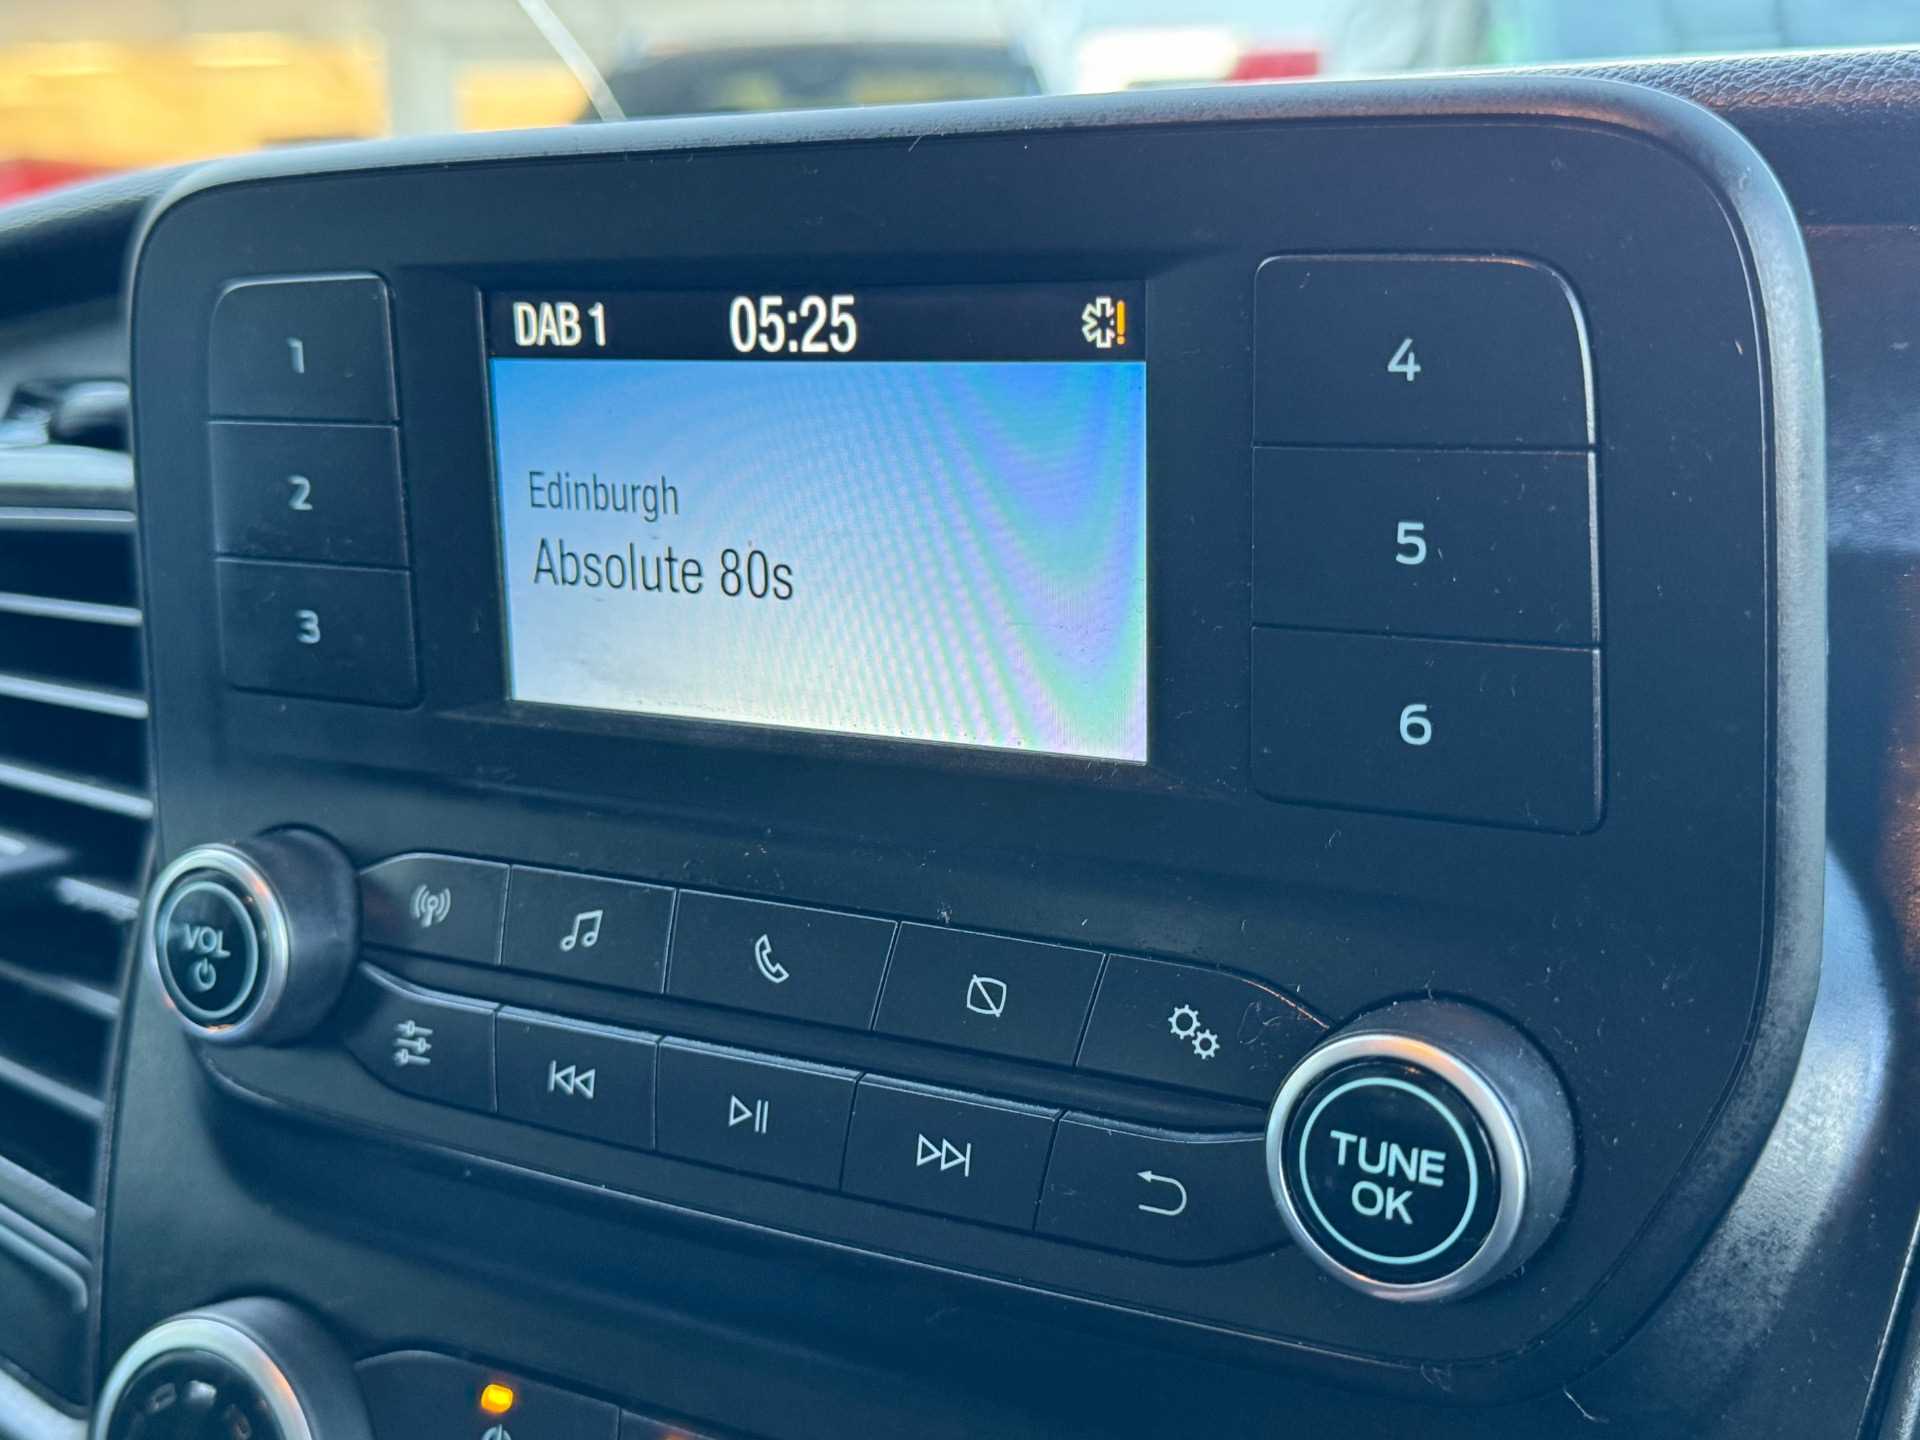 DAB 1 05:25
Edinburgh
Absolute 80s
1
2
3
4
5
6
VOL
TUNE
OK